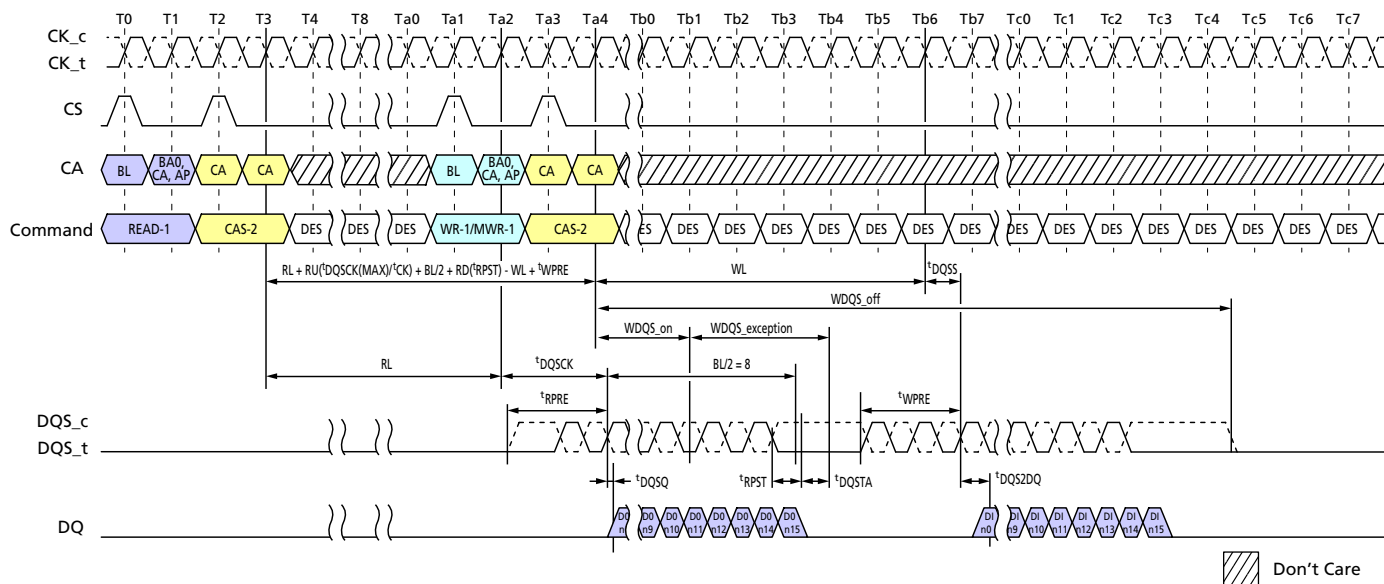 T0 T1 T2 T3 T4 T8 Ta0 Ta1 Ta2 Ta3 Ta4 Tb0 Tb1 Tb2 Tb3 Tb4 Tb5 Tb6 Tb7 Tc0 Tc1 Tc2 Tc3 Tc4 Tc5 Tc6 Tc7
CK_c
CK_t
CS
CA
BL
BA0,
CA, AP
CA
CA
BL
BA0,
CA, AP
CA
CA
Command
READ-1 CAS-2 DES DES DES WR-1/MWR-1 CAS-2 DES DES DES DES DES DES DES DES DES DES DES DES DES DES DES DES
RL + RU(tDQSCK(MAX)/tCK) + BL/2 + RD(tRPST) - WL + tWPRE
WL
tDQSS
WDQS_off
WDQS_on
WDQS_exception
RL
tDQSCK
BL/2 = 8
tRPRE
tWPRE
DQS_c
DQS_t
tDQSQ
tRPST
tDQSTA
tDQS2DQ
DQ
D0 D0 D0 D0 D0 D0 D0 D0
n n9 n10 n11 n12 n13 n14 n15
DI DI DI DI DI DI DI DI
n0 n9 n10 n11 n12 n13 n14 n15
Don't Care